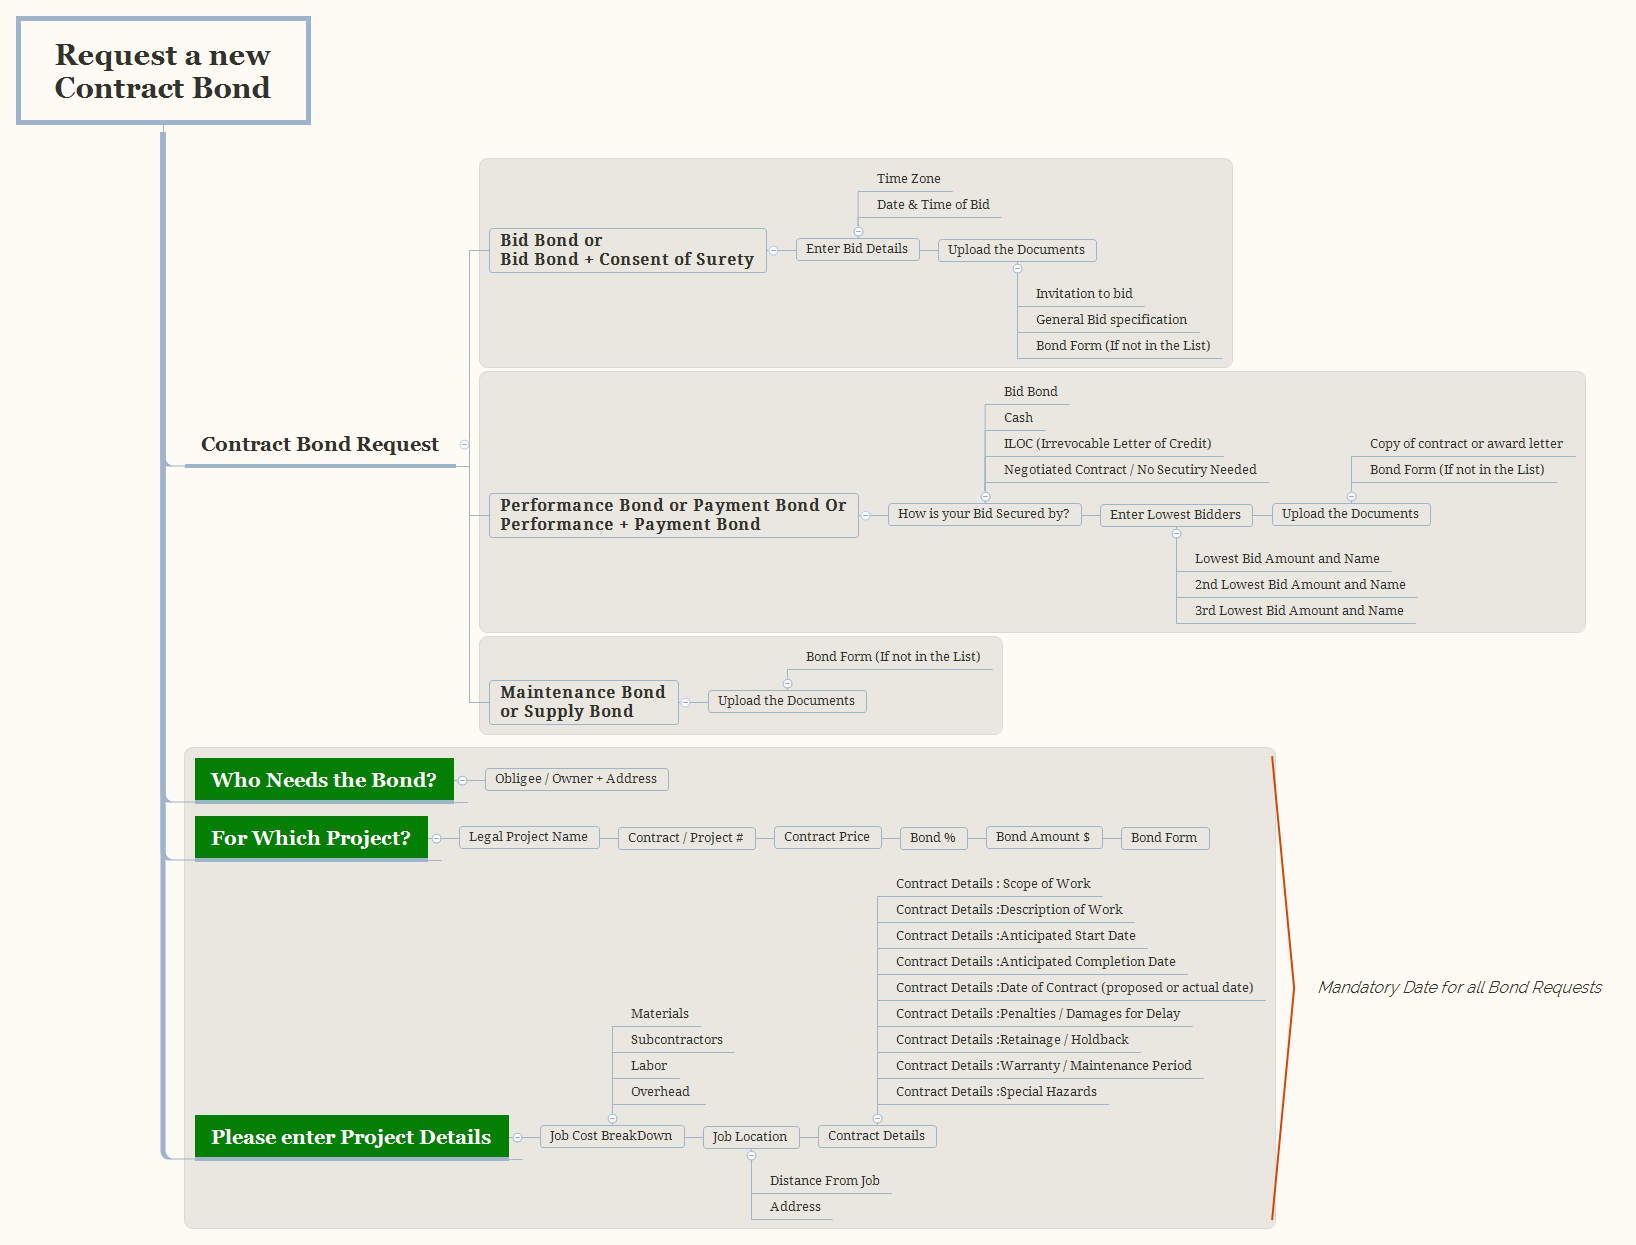 Request a new
Contract Bond
Time Zone
Date & Time of Bid
Bid Bond or
Bid Bond + Consent of Surety
Enter Bid Details
Upload the Documents
Invitation to bid
General Bid specification
Bond Form (If not in the List)
Contract Bond Request
Bid Bond
Cash
ILOC (Irrevocable Letter of Credit)
Negotiated Contract / No Secutiry Needed
Copy of contract or award letter
Bond Form (If not in the List)
Performance Bond or Payment Bond Or
Performance + Payment Bond
How is your Bid Secured by?
Enter Lowest Bidders
Upload the Documents
Lowest Bid Amount and Name
2nd Lowest Bid Amount and Name
3rd Lowest Bid Amount and Name
Bond Form (If not in the List)
Maintenance Bond
or Supply Bond
Upload the Documents
Who Needs the Bond?
Obligee / Owner + Address
For Which Project?
Legal Project Name
Contract / Project #
Contract Price
Bond %
Bond Amount $
Bond Form
Contract Details : Scope of Work
Contract Details :Description of Work
Contract Details :Anticipated Start Date
Contract Details :Anticipated Completion Date
Contract Details :Date of Contract (proposed or actual date)
Contract Details :Penalties / Damages for Delay
Contract Details :Retainage / Holdback
Contract Details :Warranty / Maintenance Period
Contract Details :Special Hazards
Materials
Subcontractors
Labor
Overhead
Please enter Project Details
Job Cost BreakDown
Job Location
Contract Details
Distance From Job
Address
Mandatory Date for all Bond Requests